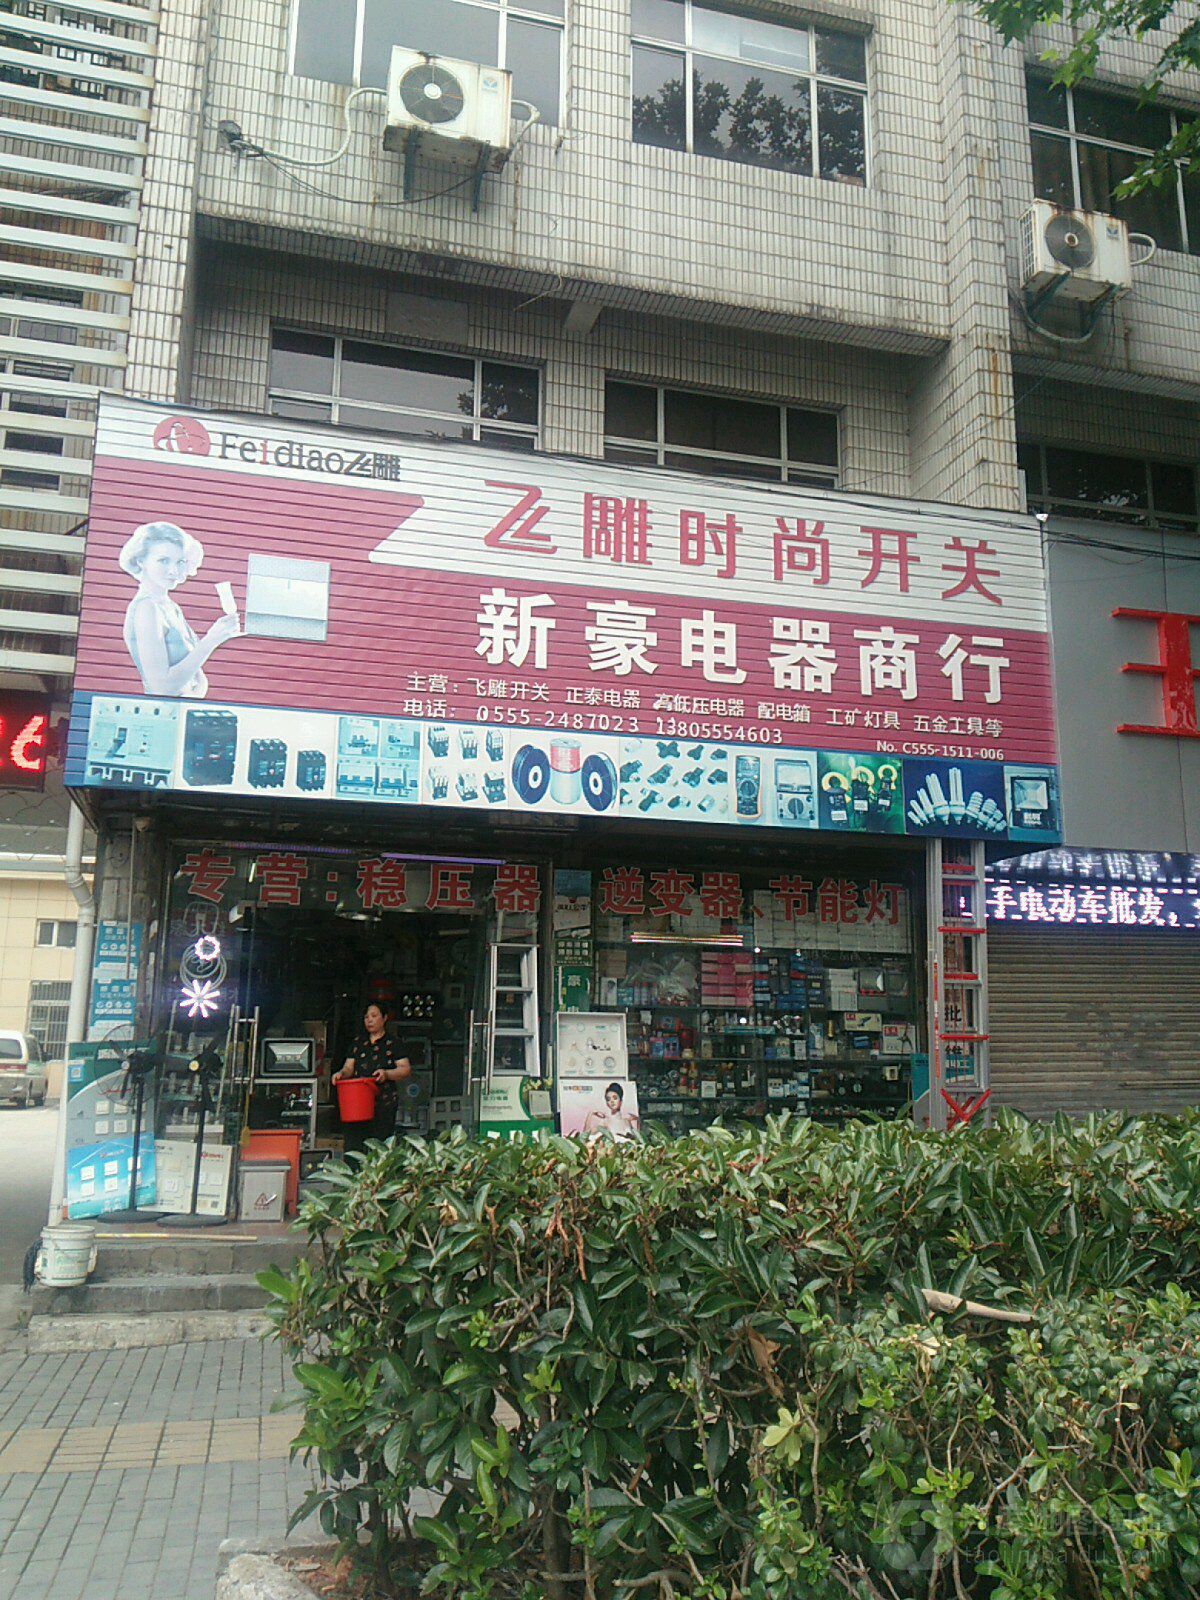 Feidiao飞雕
飞雕时尚开关
新豪电器商行
主营：飞雕开关 正泰电器 高低压电器 配电箱 工矿灯具 五金工具等
电话：0555-2487023 13805554603
No. C555-1511-006
专营：稳压器 逆变器、节能灯
手电动车批发。
豪
批